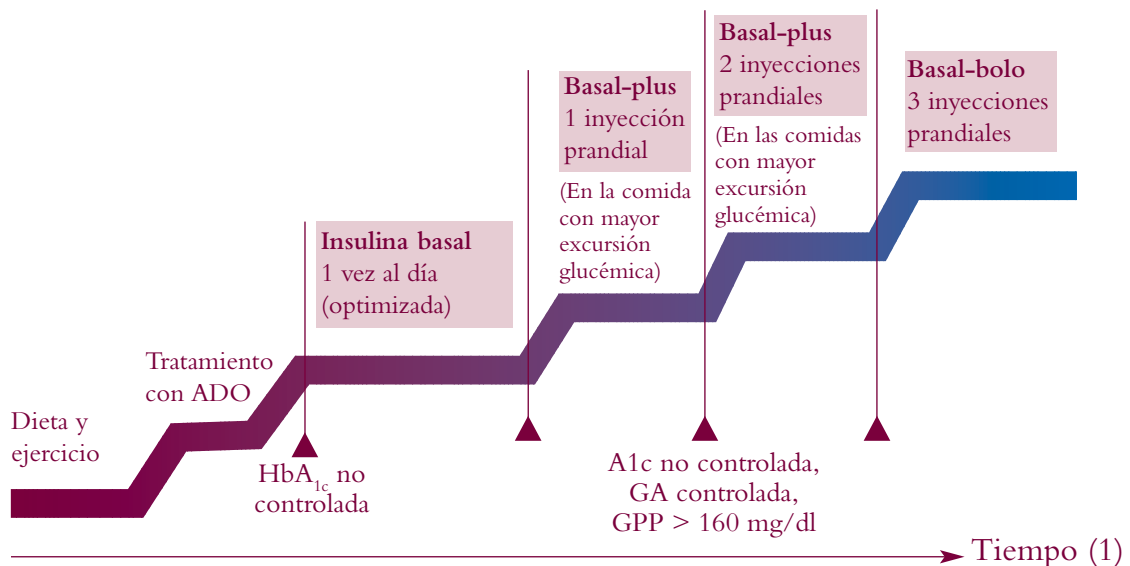 Dieta y
ejercicio
Tratamiento
con ADO
Insulina basal
1 vez al día
(optimizada)
Basal-plus
1 inyección
prandial
(En la comida
con mayor
excursión
glucémica)
Basal-plus
2 inyecciones
prandiales
(En las comidas
con mayor
excursión
glucémica)
Basal-bolo
3 inyecciones
prandiales
HbA1c no
controlada
A1c no controlada,
GA controlada,
GPP > 160 mg/dl
Tiempo (1)